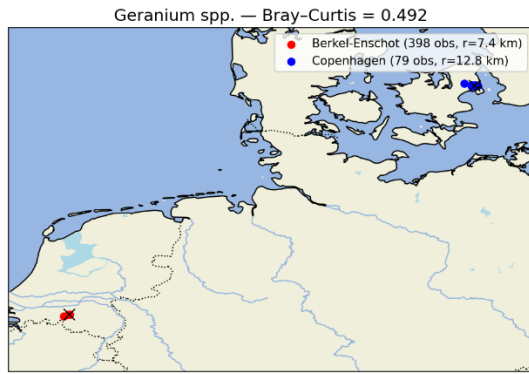 Geranium spp. — Bray–Curtis = 0.492
Berkel-Enschot (398 obs, r=7.4 km)
Copenhagen (79 obs, r=12.8 km)